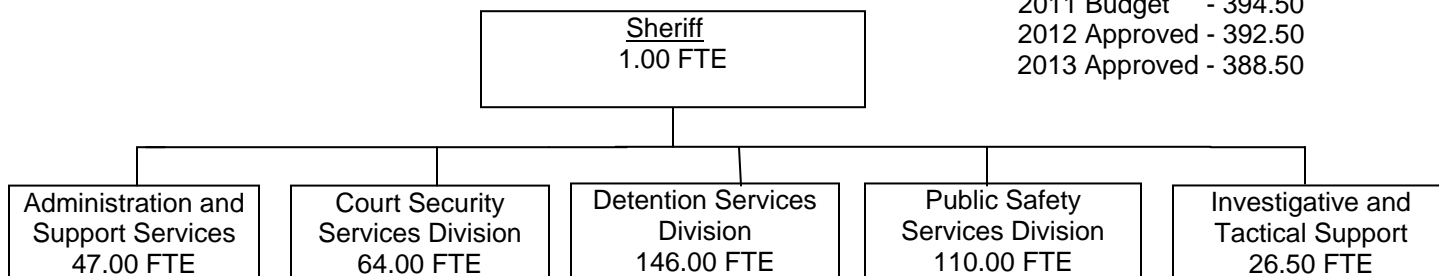 2011 Budget - 394.50
2012 Approved - 392.50
2013 Approved - 388.50
Sheriff
1.00 FTE
Administration and
Support Services
47.00 FTE
Court Security
Services Division
64.00 FTE
Detention Services
Division
146.00 FTE
Public Safety
Services Division
110.00 FTE
Investigative and
Tactical Support
26.50 FTE